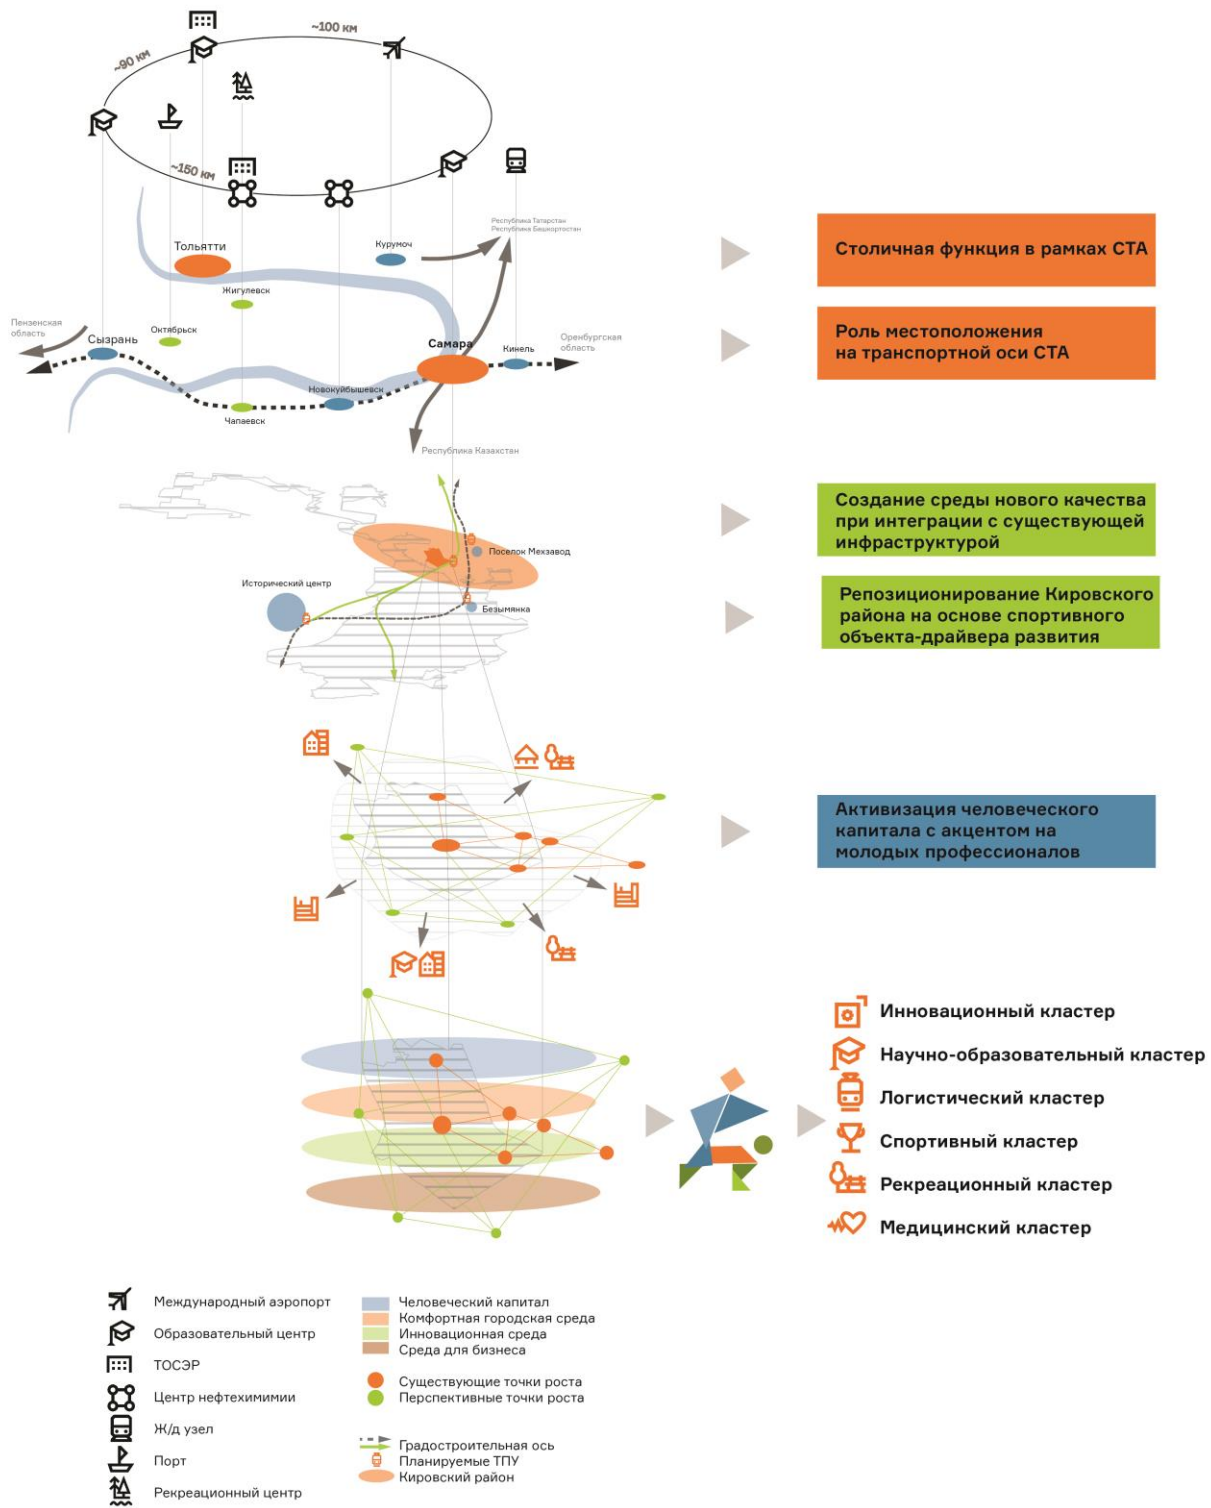 ~100 км
~90 км
~150 км
Республика Татарстан
Республика Башкортостан
Тольятти
Курумоч
Жигулевск
Пензенская
область
Сызрань
Октябрьск
Самара
Кинель
Оренбургская
область
Новокуйбышевск
Чапаевск
Республика Казахстан
Столичная функция в рамках СТА
Роль местоположения
на транспортной оси СТА
Поселок Мехзавод
Исторический центр
Безымянка
Создание среды нового качества
при интеграции с существующей
инфраструктурой
Репозиционирование Кировского
района на основе спортивного
объекта-драйвера развития
Активизация человеческого
капитала с акцентом на
молодых профессионалов
Инновационный кластер
Научно-образовательный кластер
Логистический кластер
Спортивный кластер
Рекреационный кластер
Медицинский кластер
Международный аэропорт
Образовательный центр
ТОСЭР
Центр нефтехимимии
Ж/д узел
Порт
Рекреационный центр
Человеческий капитал
Комфортная городская среда
Инновационная среда
Среда для бизнеса
Существующие точки роста
Перспективные точки роста
Градостроительная ось
Планируемые ТПУ
Кировский район